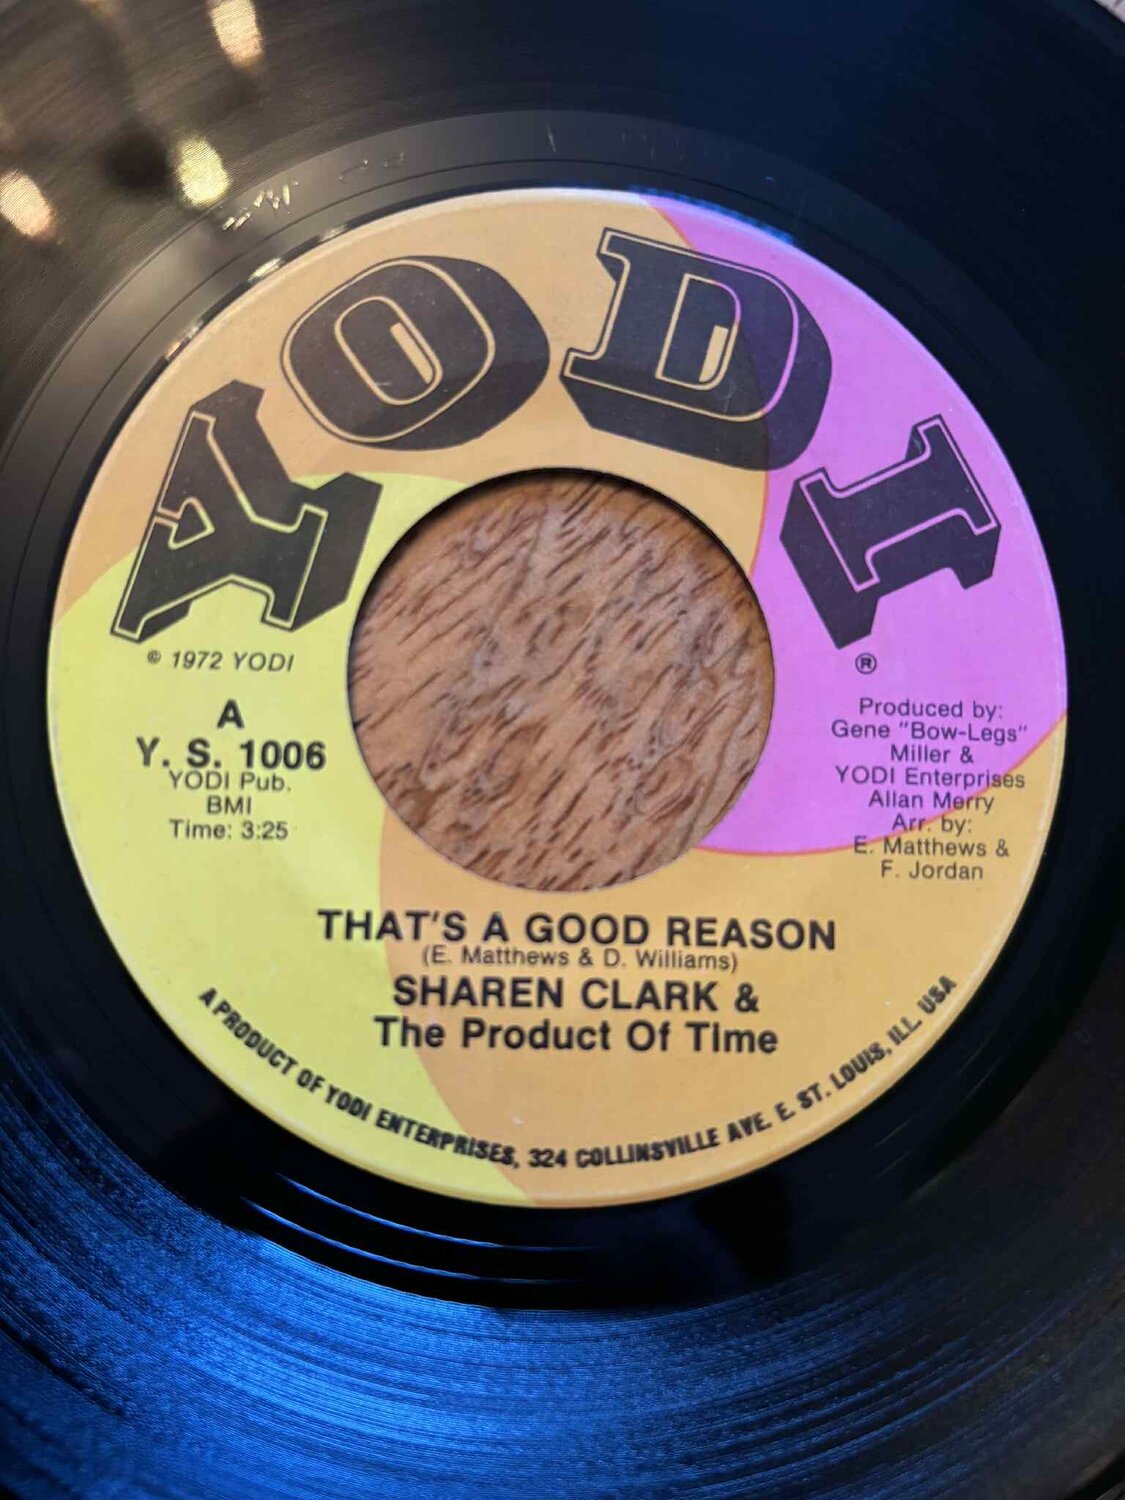 YODI
© 1972 YODI
A
Y. S. 1006
YODI Pub.
BMI
Time: 3:25
®
Produced by:
Gene "Bow-Legs"
Miller &
YODI Enterprises
Allan Merry
Arr. by:
E. Matthews &
F. Jordan
THAT'S A GOOD REASON
(E. Matthews & D. Williams)
SHAREN CLARK &
The Product Of TIme
A PRODUCT OF YODI ENTERPRISES, 324 COLLINSVILLE AVE. E. ST. LOUIS, ILL. USA